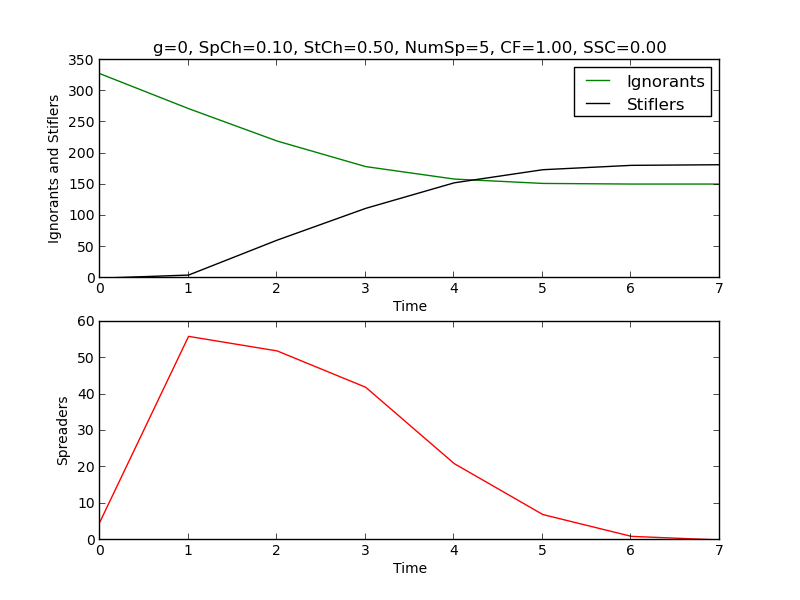 g=0, SpCh=0.10, StCh=0.50, NumSp=5, CF=1.00, SSC=0.00
350
300
250
200
150
100
50
0
Ignorants and Stiflers
Ignorants
Stiflers
0 1 2 3 4 5 6 7
Time
60
50
40
30
20
10
0
Spreaders
0 1 2 3 4 5 6 7
Time